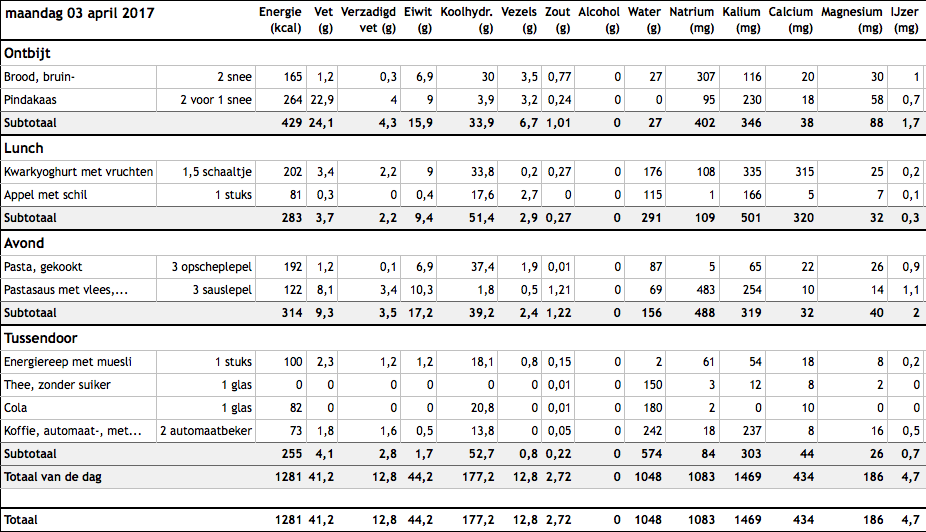 maandag 03 april 2017 Energie (kcal) Vet (g) Verzadigd vet (g) Eiwit (g) Koolhydr. (g) Vezels (g) Zout (g) Alcohol (g) Water (g) Natrium (mg) Kalium (mg) Calcium (mg) Magnesium (mg) IJzer (mg)
Ontbijt
Brood, bruin- 2 snee 165 1,2 0,3 6,9 30 3,5 0,77 0 27 307 116 20 30 1
Pindakaas 2 voor 1 snee 264 22,9 4 9 3,9 3,2 0,24 0 0 95 230 18 58 0,7
Subtotaal 429 24,1 4,3 15,9 33,9 6,7 1,01 0 27 402 346 38 88 1,7
Lunch
Kwarkyoghurt met vruchten 1,5 schaaltje 202 3,4 2,2 9 33,8 0,2 0,27 0 176 108 335 315 25 0,2
Appel met schil 1 stuks 81 0,3 0 0,4 17,6 2,7 0 0 115 1 166 5 7 0,1
Subtotaal 283 3,7 2,2 9,4 51,4 2,9 0,27 0 291 109 501 320 32 0,3
Avond
Pasta, gekookt 3 opscheplepel 192 1,2 0,1 6,9 37,4 1,9 0,01 0 87 5 65 22 26 0,9
Pastasaus met vlees,... 3 sauslepel 122 8,1 3,4 10,3 1,8 0,5 1,21 0 69 483 254 10 14 1,1
Subtotaal 314 9,3 3,5 17,2 39,2 2,4 1,22 0 156 488 319 32 40 2
Tussendoor
Energiereep met muesli 1 stuks 100 2,3 1,2 1,2 18,1 0,8 0,15 0 2 61 54 18 8 0,2
Thee, zonder suiker 1 glas 0 0 0 0 0 0 0,01 0 150 3 12 8 2 0
Cola 1 glas 82 0 0 0 20,8 0 0,01 0 180 2 0 10 0 0
Koffie, automaat-, met... 2 automaatbeker 73 1,8 1,6 0,5 13,8 0 0,05 0 242 18 237 8 16 0,5
Subtotaal 255 4,1 2,8 1,7 52,7 0,8 0,22 0 574 84 303 44 26 0,7
Totaal van de dag 1281 41,2 12,8 44,2 177,2 12,8 2,72 0 1048 1083 1469 434 186 4,7
Totaal 1281 41,2 12,8 44,2 177,2 12,8 2,72 0 1048 1083 1469 434 186 4,7